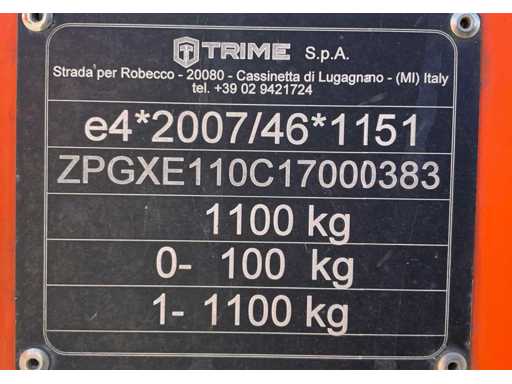 TRIME S.p.A.
Strada per Robecco - 20080 - Cassinetta di Lugagnano - (MI) Italy
tel. +39 02 9421724
e4*2007/46*1151
ZPGXE110C17000383
1100 kg
0- 100 kg
1- 1100 kg